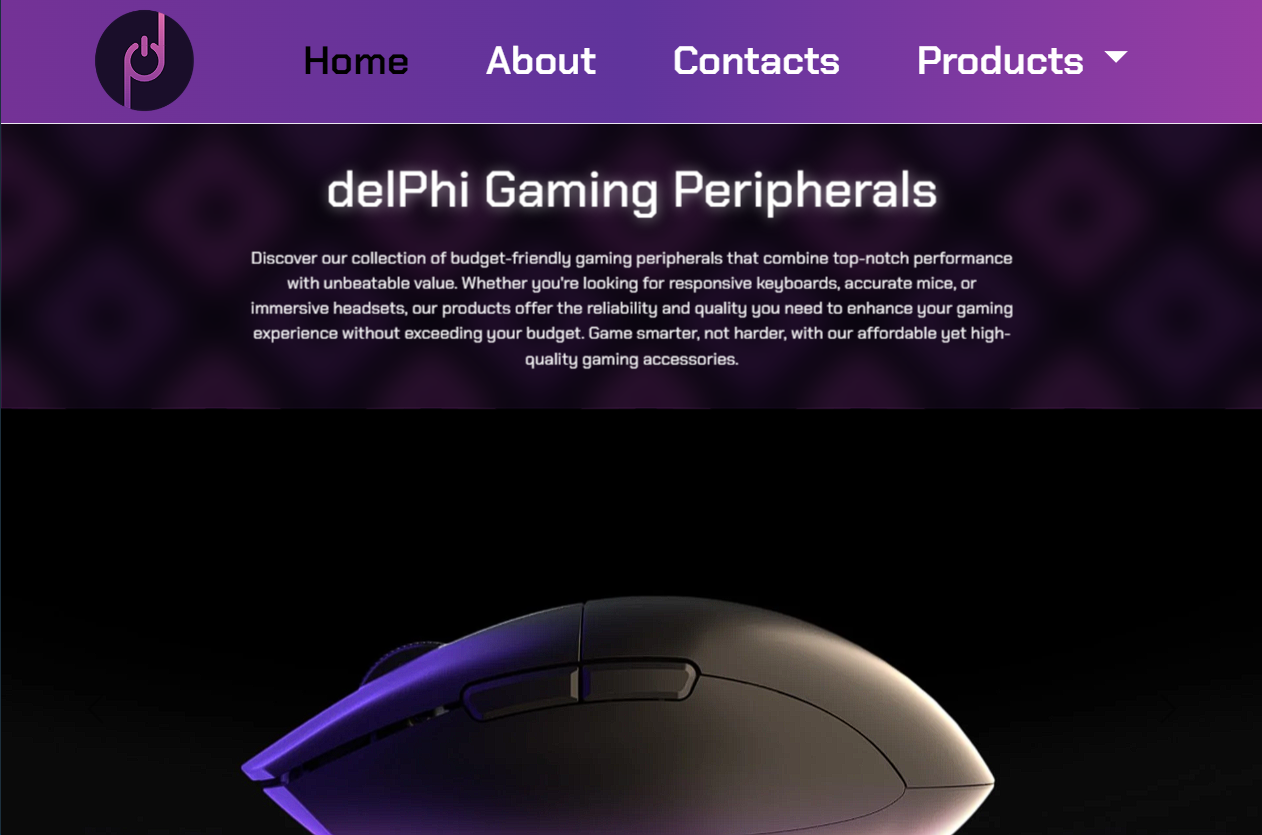 Home About Contacts Products
delPhi Gaming Peripherals
Discover our collection of budget-friendly gaming peripherals that combine top-notch performance
with unbeatable value. Whether you're looking for responsive keyboards, accurate mice, or
immersive headsets, our products offer the reliability and quality you need to enhance your gaming
experience without exceeding your budget. Game smarter, not harder, with our affordable yet high-
quality gaming accessories.